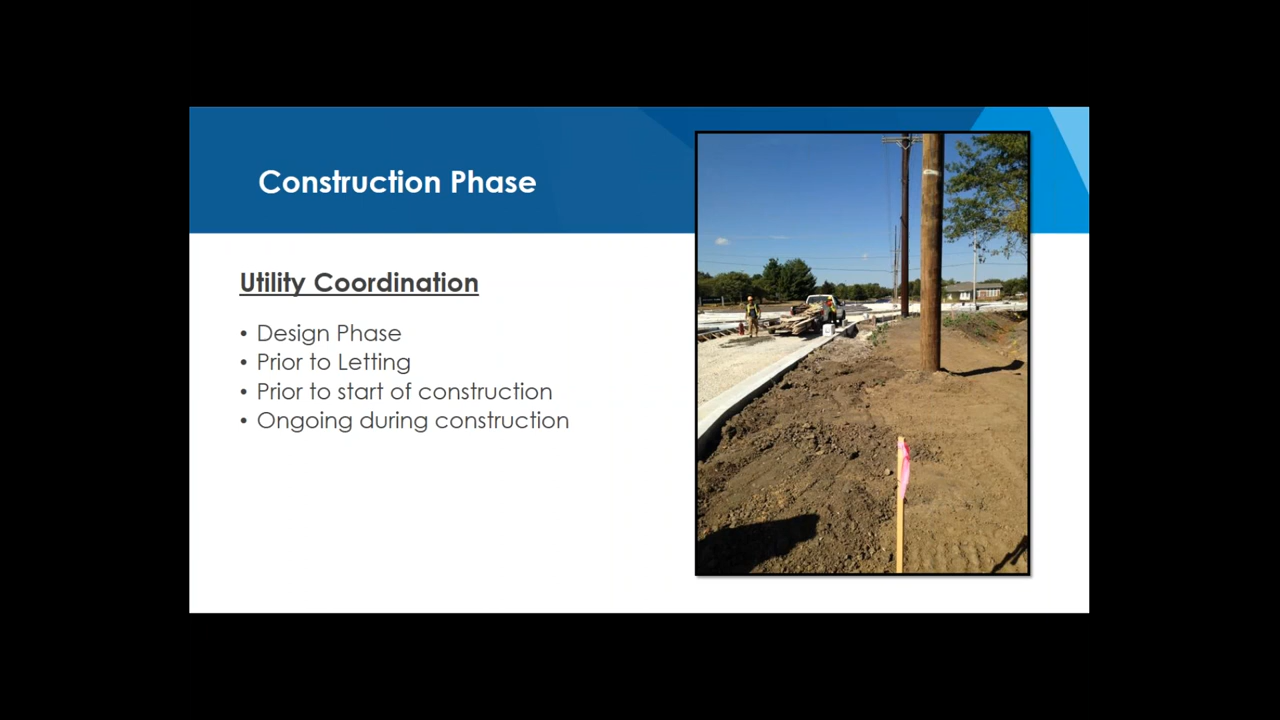 Construction Phase
Utility Coordination
• Design Phase
• Prior to Letting
• Prior to start of construction
• Ongoing during construction